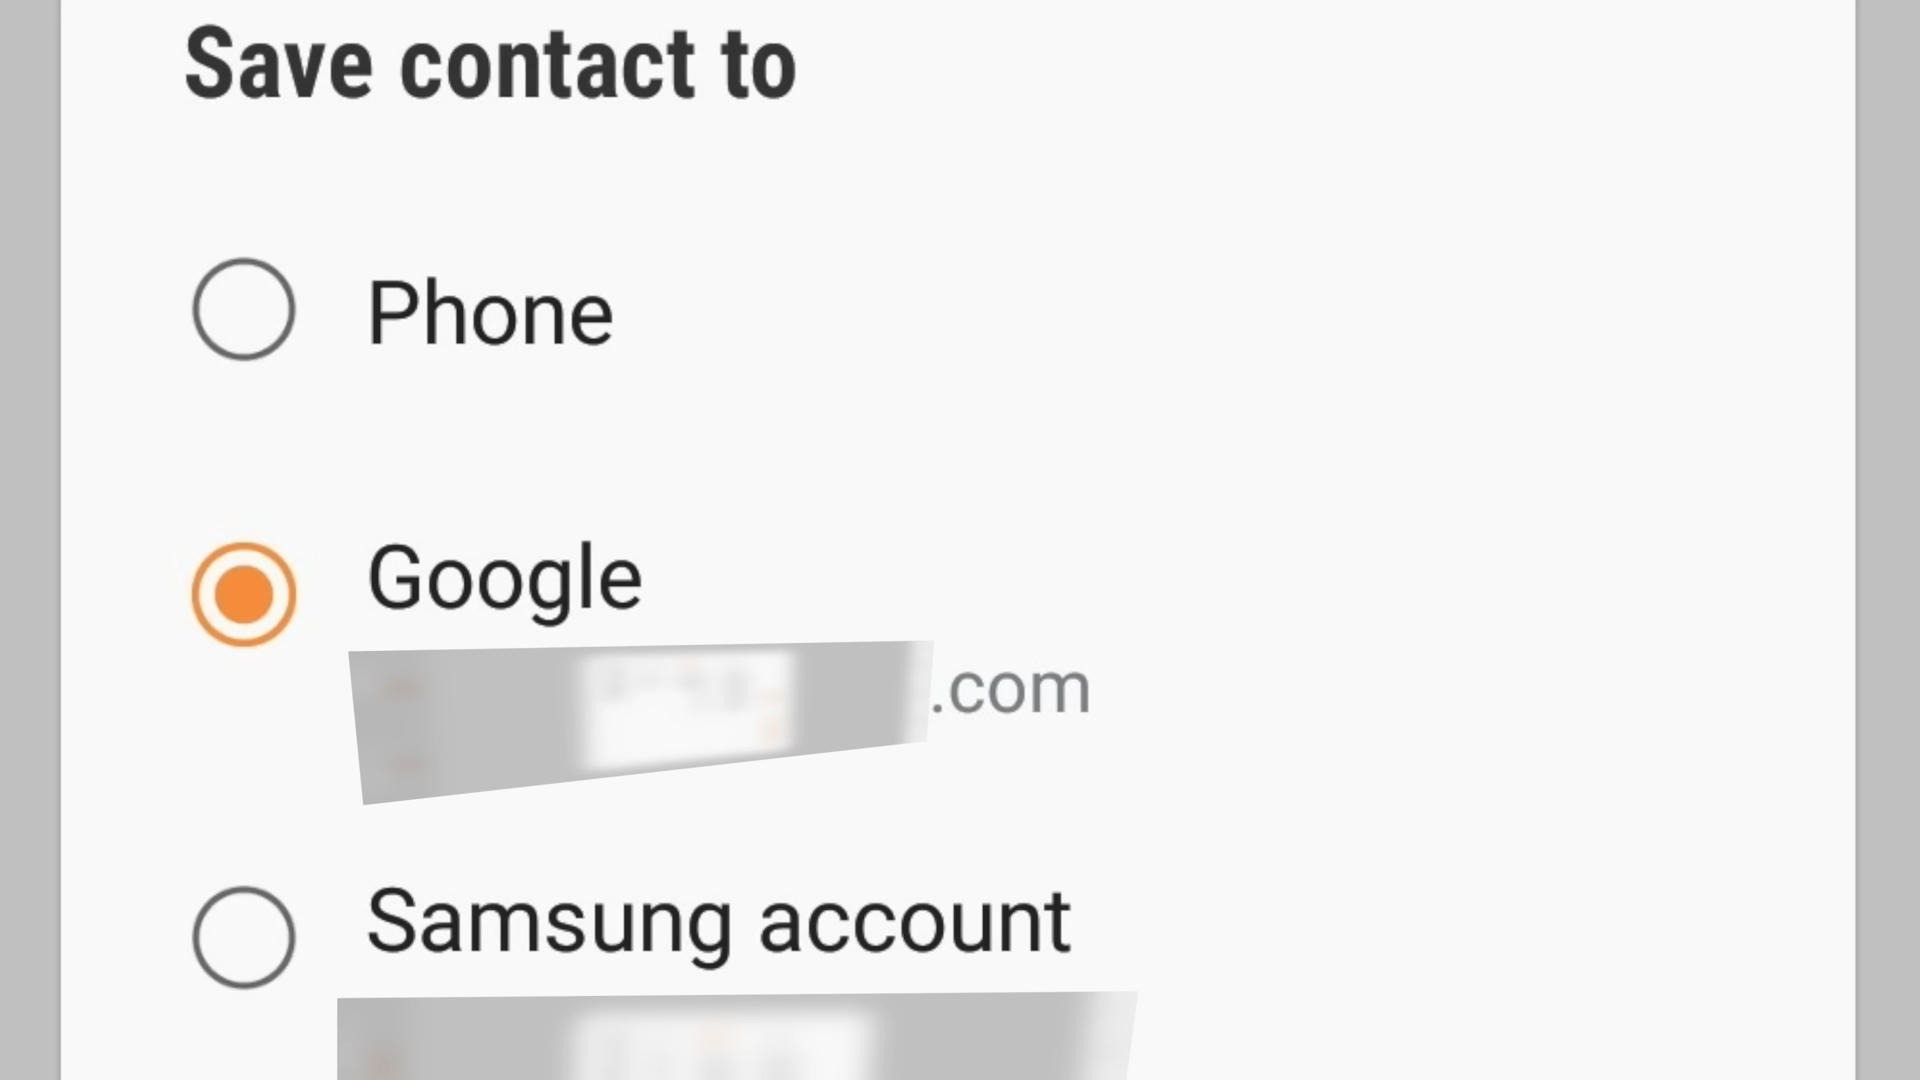 Save contact to
Phone
Google
.com
Samsung account